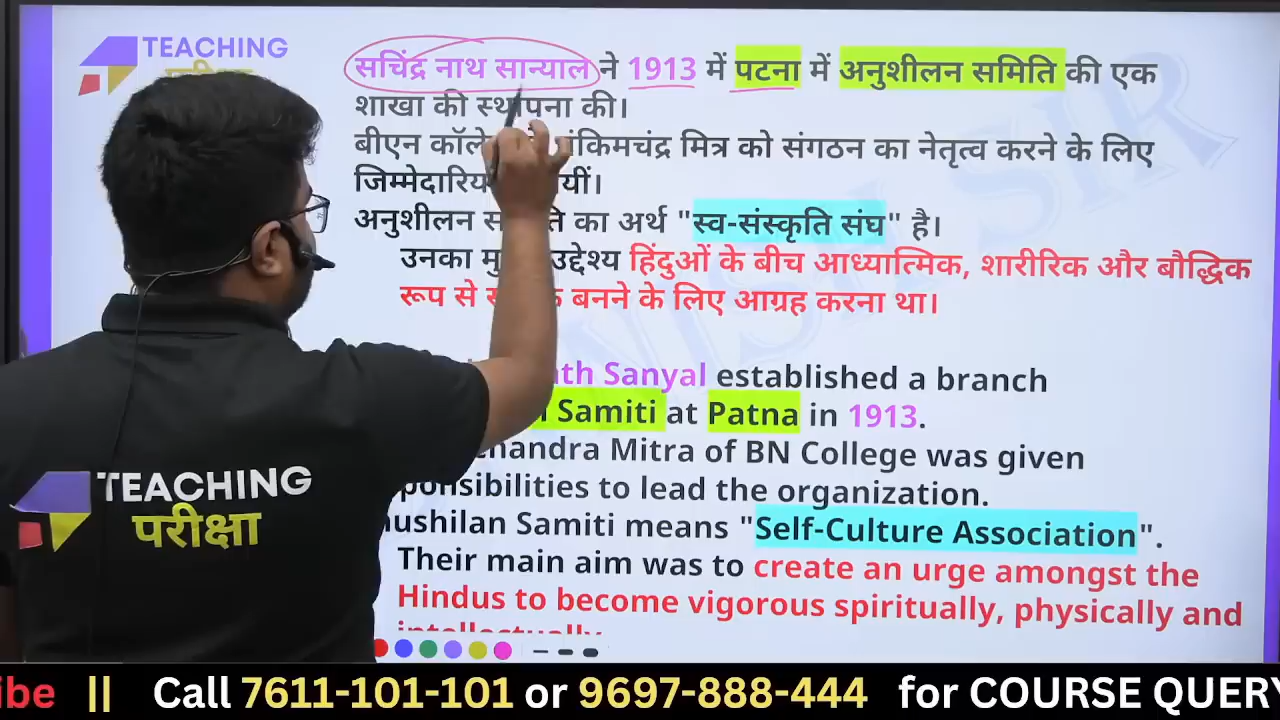 TEACHING
सचिंद्र नाथ सान्याल ने 1913 में पटना में अनुशीलन समिति की एक
शाखा की स्थापना की।
बीएन कॉले ंकिमचंद्र मित्र को संगठन का नेतृत्व करने के लिए
जिम्मेदारिय यीं।
अनुशीलन स ति का अर्थ "स्व-संस्कृति संघ" है।
उनका मु उद्देश्य हिंदुओं के बीच आध्यात्मिक, शारीरिक और बौद्धिक
रूप से बनने के लिए आग्रह करना था।
ath Sanyal established a branch
Samiti at Patna in 1913.
handra Mitra of BN College was given
ponsibilities to lead the organization.
nushilan Samiti means "Self-Culture Association".
Their main aim was to create an urge amongst the
Hindus to become vigorous spiritually, physically and
intellectually.
TEACHING
परीक्षा
ibe || Call 7611-101-101 or 9697-888-444 for COURSE QUERY